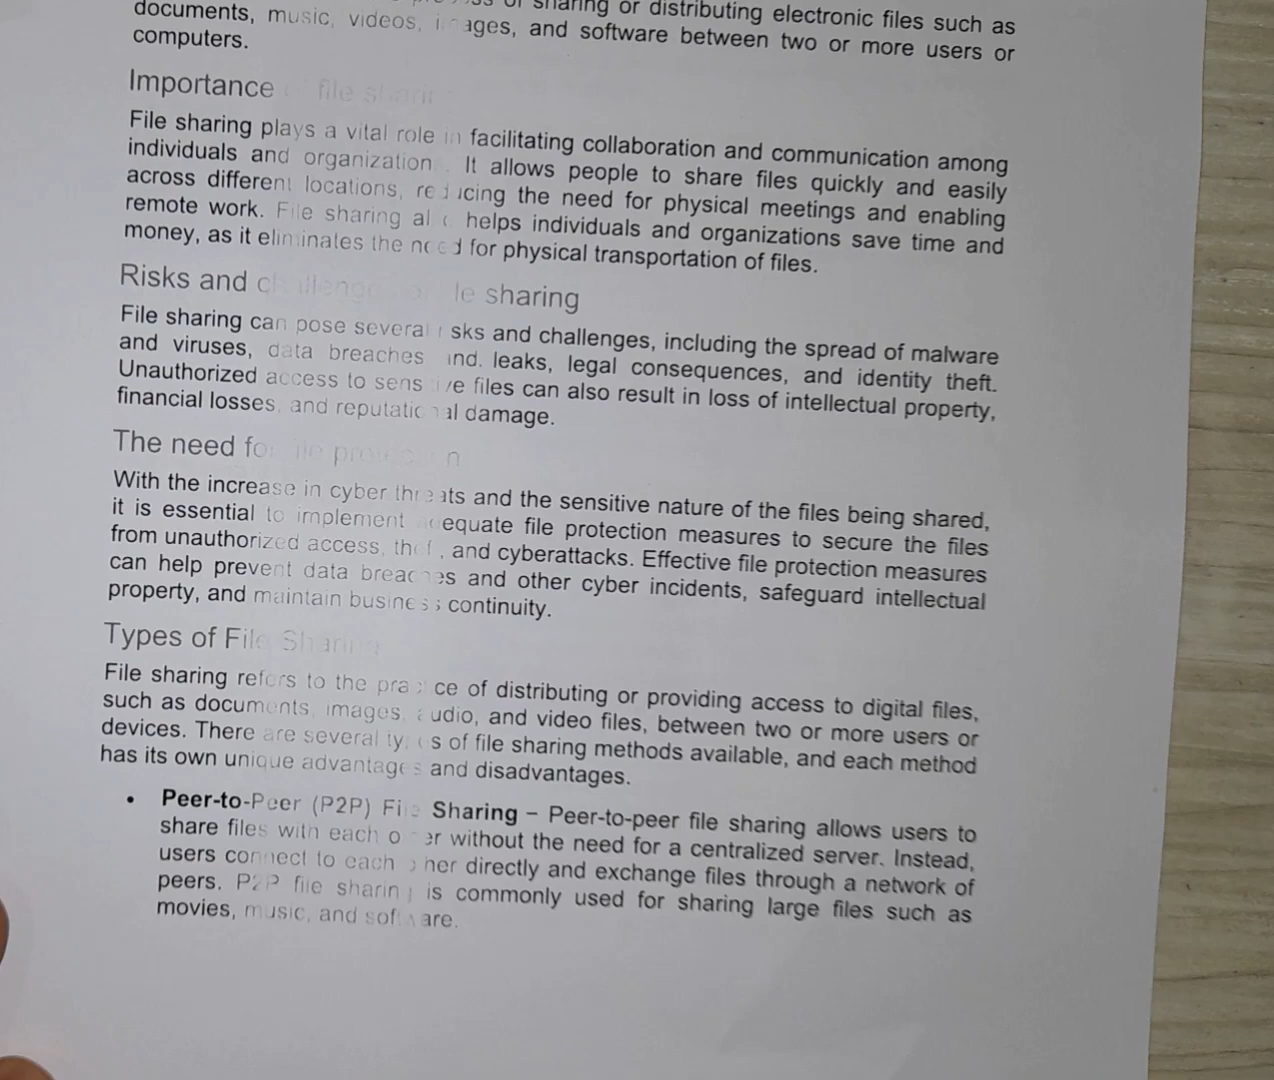 of sharing or distributing electronic files such as
documents, music, videos, images, and software between two or more users or
computers.
Importance file sharing
File sharing plays a vital role in facilitating collaboration and communication among
individuals and organization. It allows people to share files quickly and easily
across different locations, reducing the need for physical meetings and enabling
remote work. File sharing also helps individuals and organizations save time and
money, as it eliminates the need for physical transportation of files.
Risks and challenges file sharing
File sharing can pose several risks and challenges, including the spread of malware
and viruses, data breaches and. leaks, legal consequences, and identity theft.
Unauthorized access to sensitive files can also result in loss of intellectual property,
financial losses, and reputational damage.
The need for file protection
With the increase in cyber threats and the sensitive nature of the files being shared,
it is essential to implement adequate file protection measures to secure the files
from unauthorized access, theft, and cyberattacks. Effective file protection measures
can help prevent data breaches and other cyber incidents, safeguard intellectual
property, and maintain business continuity.
Types of File Sharing
File sharing refers to the practice of distributing or providing access to digital files,
such as documents, images, audio, and video files, between two or more users or
devices. There are several types of file sharing methods available, and each method
has its own unique advantages and disadvantages.
• Peer-to-Peer (P2P) File Sharing – Peer-to-peer file sharing allows users to
share files with each other without the need for a centralized server. Instead,
users connect to each other directly and exchange files through a network of
peers. P2P file sharing is commonly used for sharing large files such as
movies, music, and software.